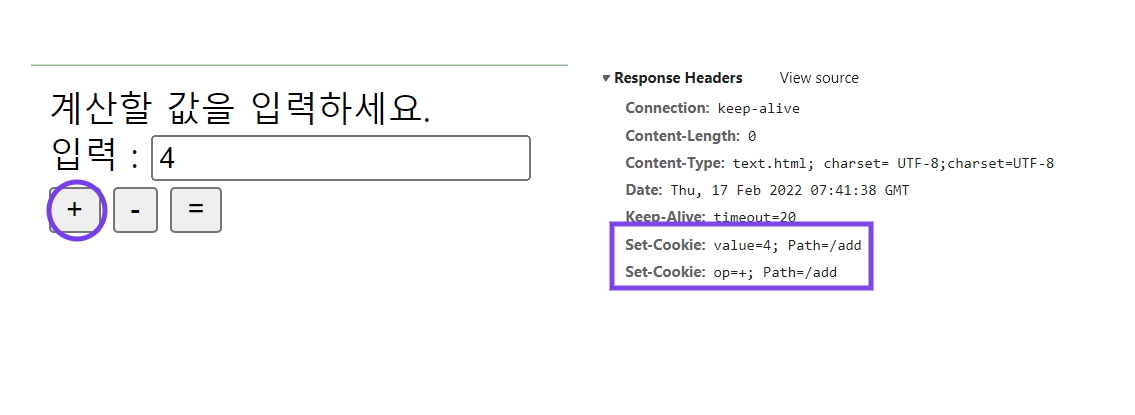 계산할 값을 입력하세요.
입력 : 4
+ - =
Response Headers View source
Connection: keep-alive
Content-Length: 0
Content-Type: text.html; charset= UTF-8;charset=UTF-8
Date: Thu, 17 Feb 2022 07:41:38 GMT
Keep-Alive: timeout=20
Set-Cookie: value=4; Path=/add
Set-Cookie: op=+; Path=/add